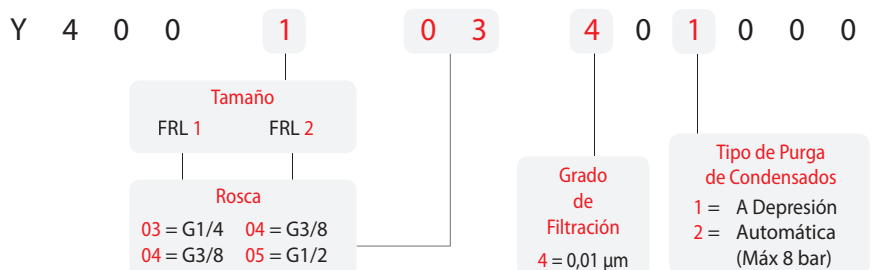 Y 4 0 0 1 0 3 4 0 1 0 0 0
Tamaño
FRL 1 FRL 2
Rosca
03 = G1/4 04 = G3/8
04 = G3/8 05 = G1/2
Grado
de
Filtración
4 = 0,01 µm
Tipo de Purga
de Condensados
1 = A Depresión
2 = Automática
(Máx 8 bar)